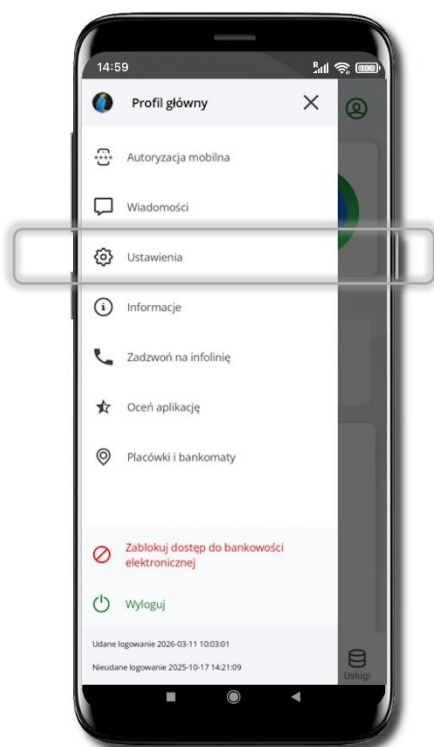 14:59
Profil główny
Autoryzacja mobilna
Wiadomości
Ustawienia
Informacje
Zadzwoń na infolinię
Oceń aplikację
Placówki i bankomaty
Zablokuj dostęp do bankowości
elektronicznej
Wyloguj
Udane logowanie 2026-03-11 10:03:01
Nieudane logowanie 2025-10-17 14:21:09
Usługi